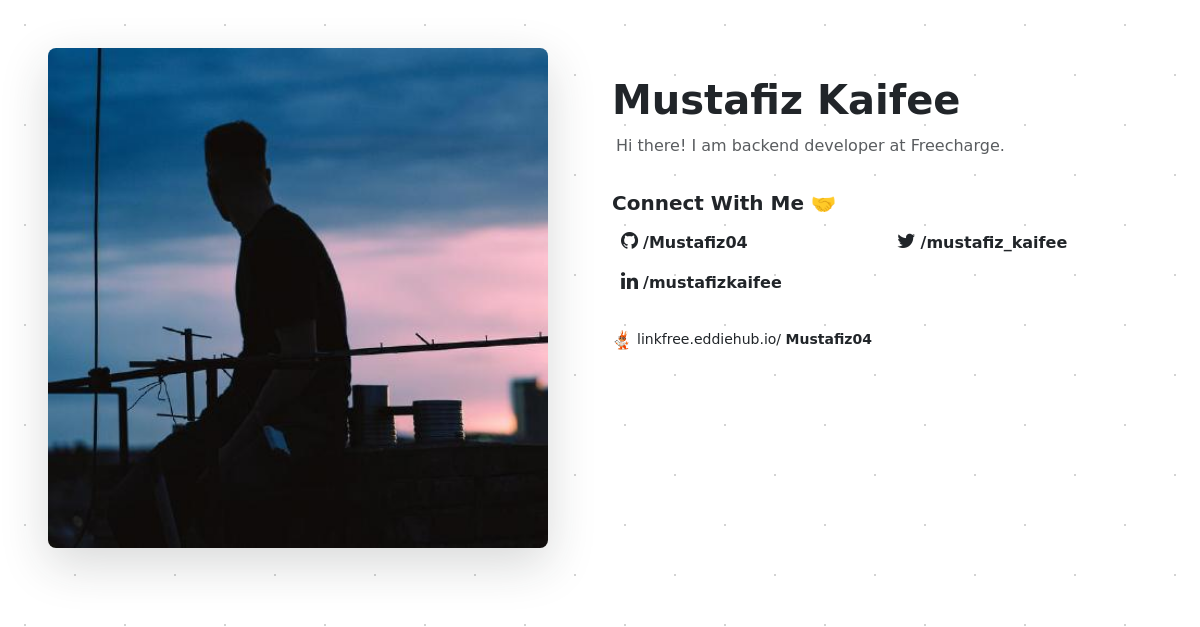 Mustafiz Kaifee
Hi there! I am backend developer at Freecharge.
Connect With Me 🤝
/Mustafiz04
/mustafiz_kaifee
/mustafizkaifee
linkfree.eddiehub.io/ Mustafiz04